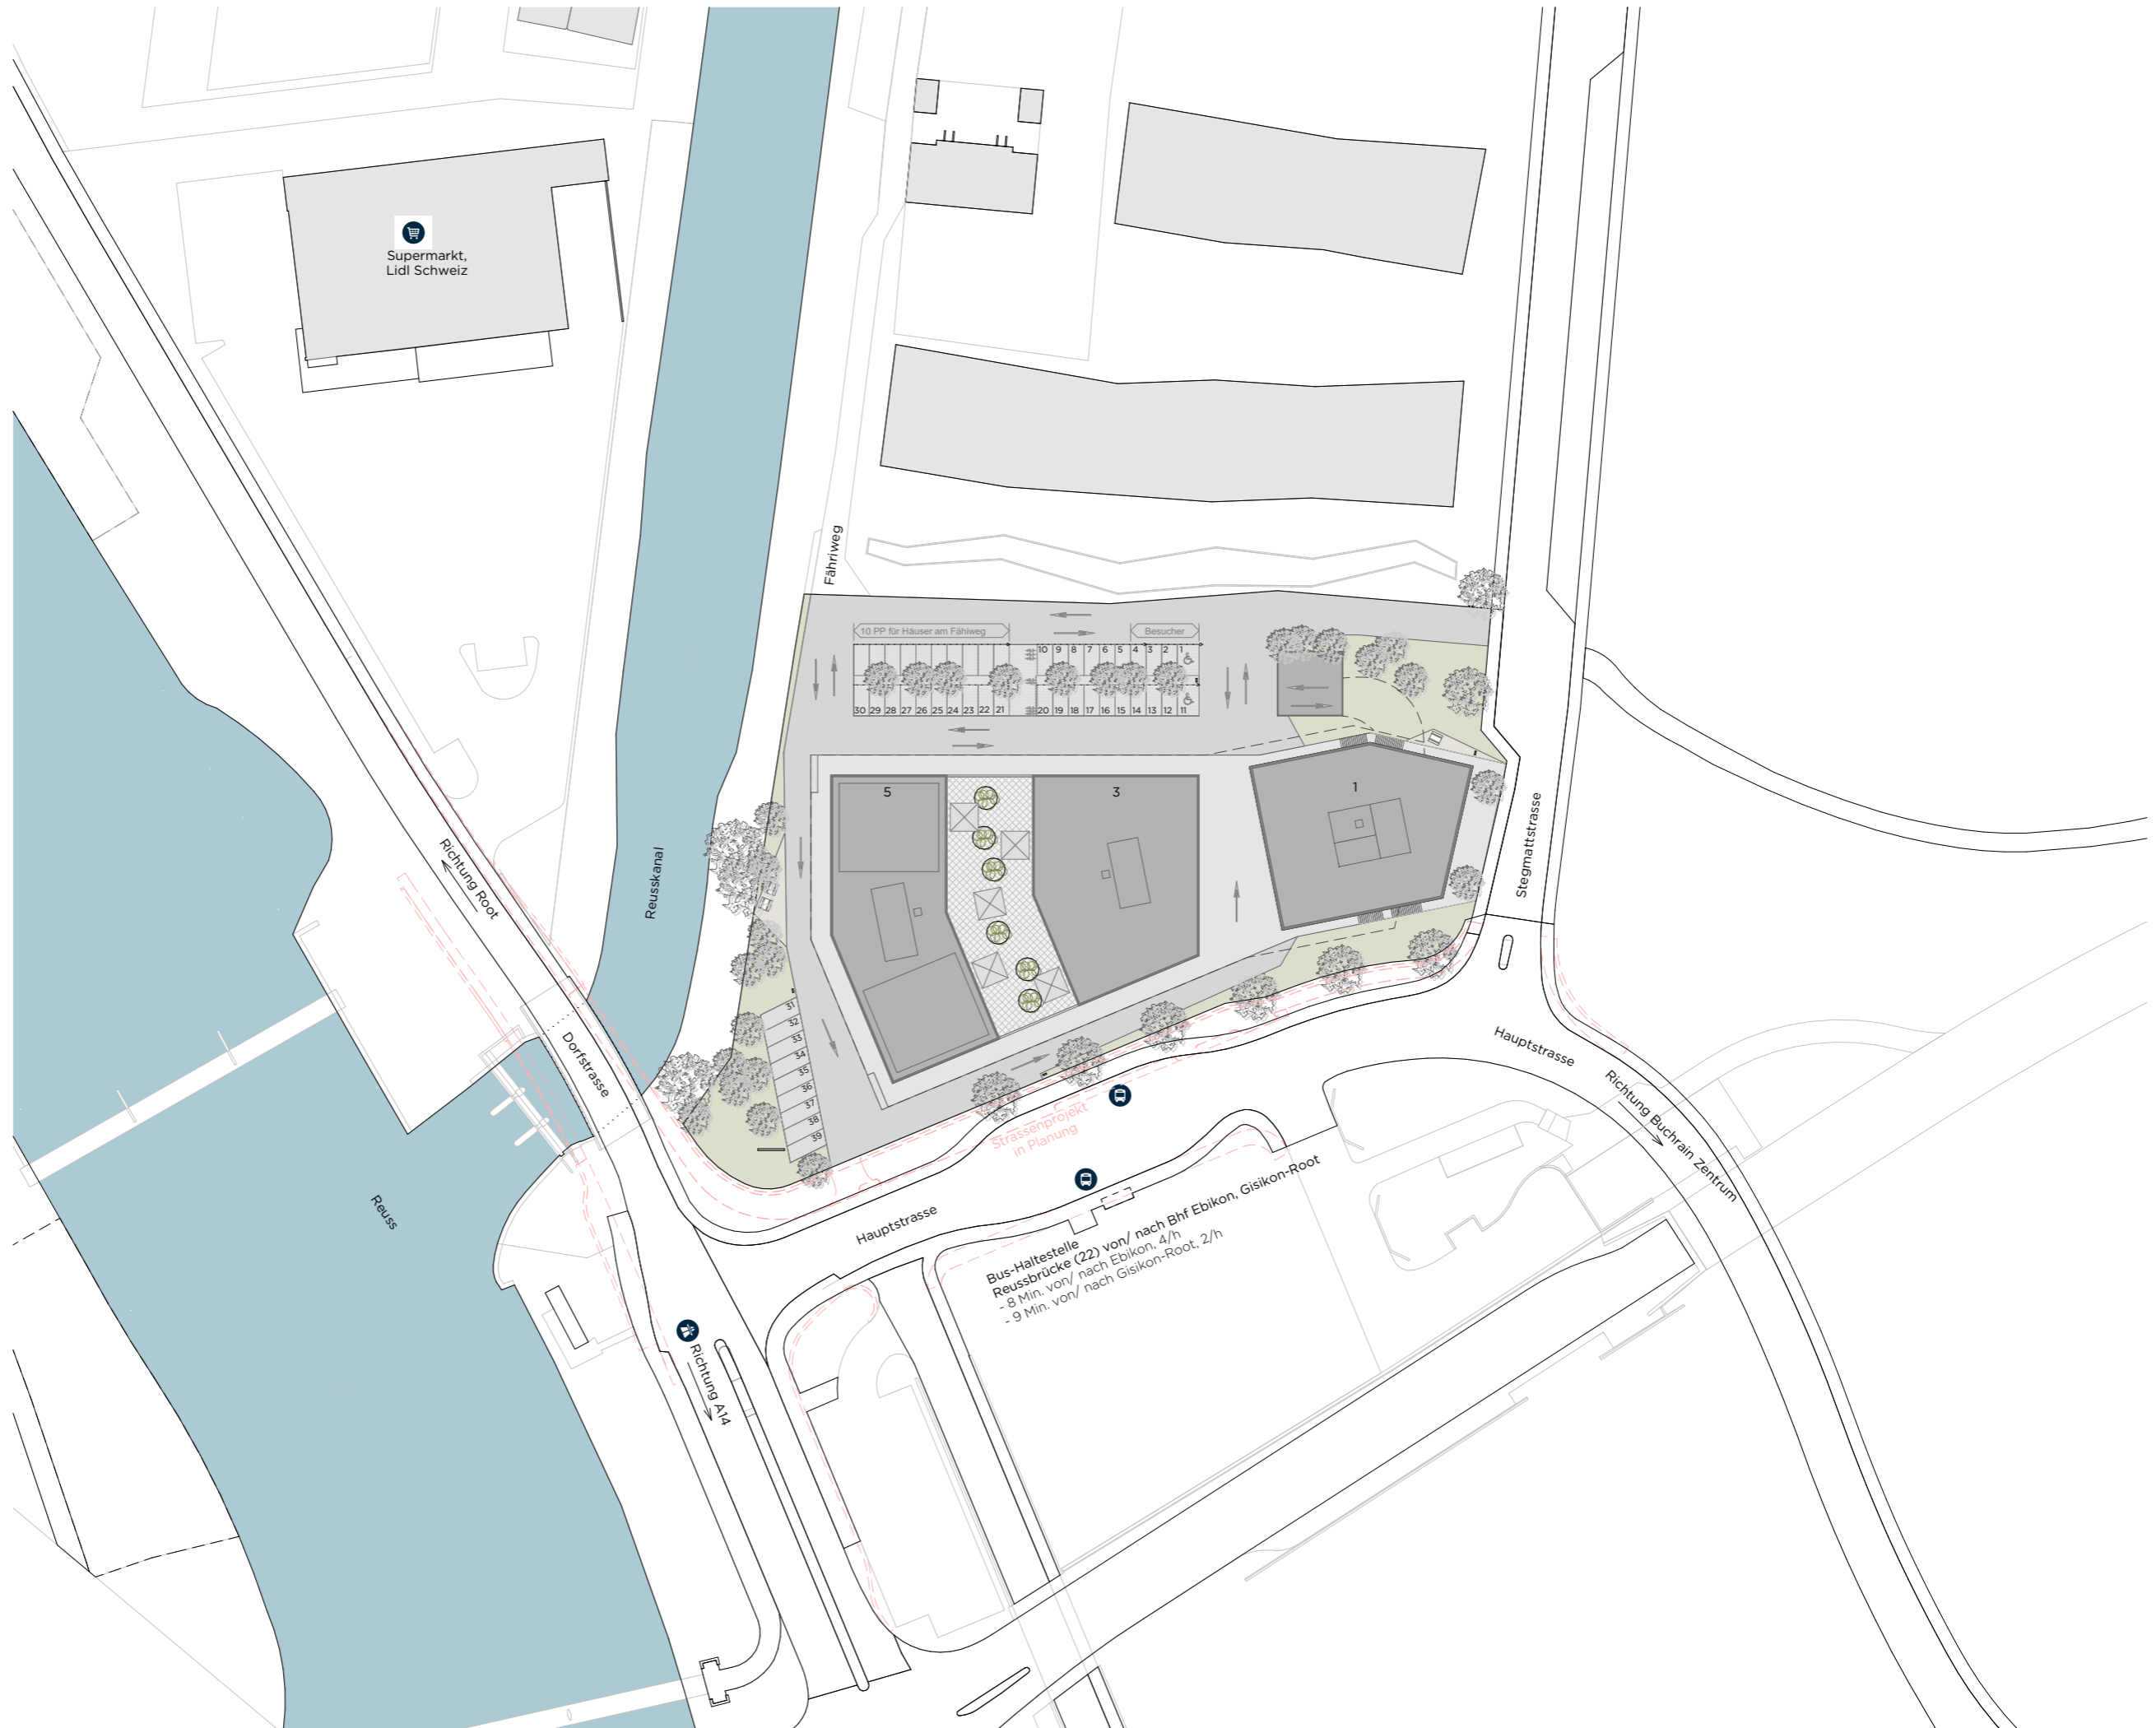 Supermarkt,
Lidl Schweiz
Fähriweg
10 PP für Häuser am Fähiweg
Besucher
10 9 8 7 6 5 4 3 2 1
30 29 28 27 26 25 24 23 22 21
20 19 18 17 16 15 14 13 12 11
5
3
1
Stegmattstrasse
Reusskanal
Richtung Root
31
32
33
34
35
36
37
38
39
Dorfstrasse
Hauptstrasse
Richtung Buchrain Zentrum
Strassenprojekt
in Planung
Reuss
Hauptstrasse
Bus-Haltestelle
Reussbrücke (22) von/ nach Bhf Ebikon, Gisikon-Root
- 8 Min. von/ nach Ebikon, 4/h
- 9 Min. von/ nach Gisikon-Root, 2/h
Richtung A14